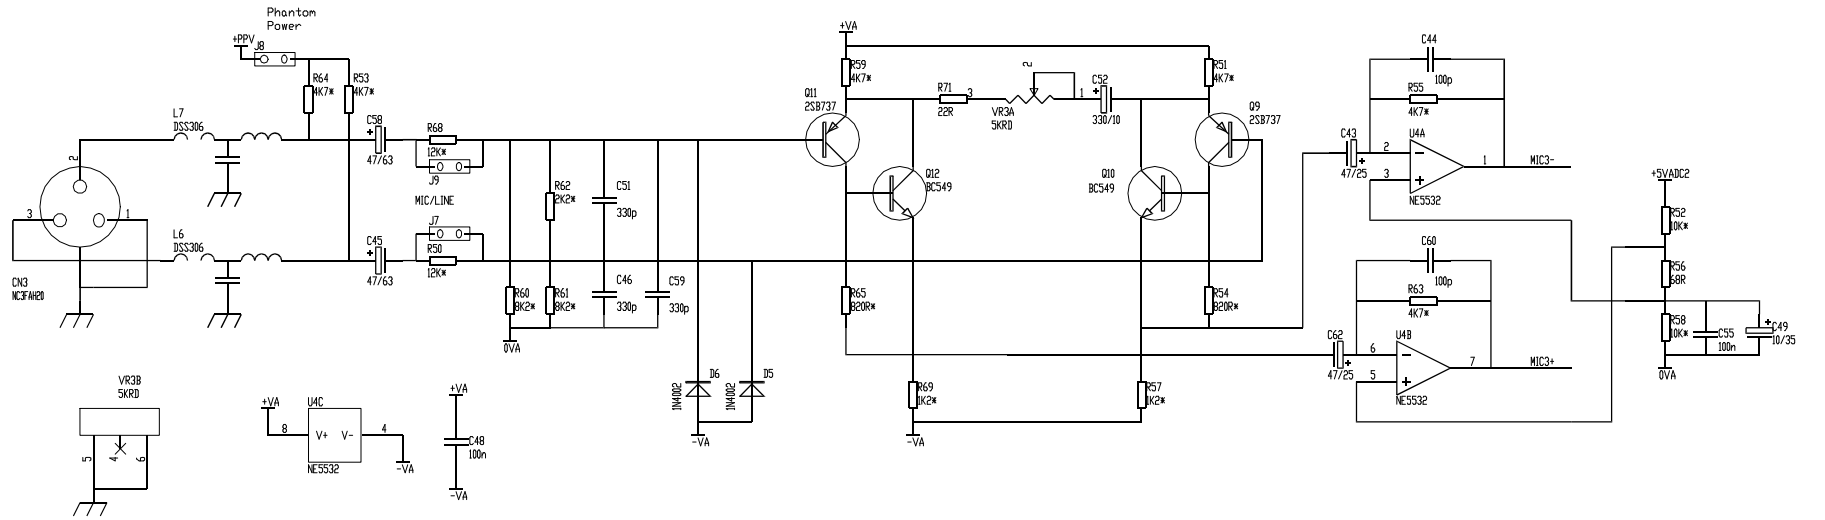 Phantom
Power
+PPV
J8
R64
4K7*
R53
4K7*
L7
DSS306
C58
47/63
R68
12K*
J9
MIC/LINE
J7
R50
12K*
2
3
1
CN3
NC3FAH20
L6
DSS306
C45
47/63
R62
2K2*
C51
330p
R60
8K2*
R61
8K2*
C46
330p
C59
330p
0VA
D6
1N4002
D5
1N4002
-VA
+VA
R59
4K7*
Q11
2SB737
R71
22R
3
2
VR3A
5KRD
1
C52
330/10
R51
4K7*
Q9
2SB737
Q12
BC549
Q10
BC549
R65
820R*
R54
820R*
R69
1K2*
R57
1K2*
-VA
C44
100p
R55
4K7*
C43
47/25
U4A
2
3
1
MIC3-
NE5532
C60
100p
R63
4K7*
C62
47/25
U4B
6
5
7
MIC3+
NE5532
+5VADC2
R52
10K*
R56
68R
R58
10K*
C55
100n
C49
10/35
0VA
VR3B
5KRD
5
4
6
+VA
8
U4C
V+ V-
NE5532
4
-VA
+VA
C48
100n
-VA